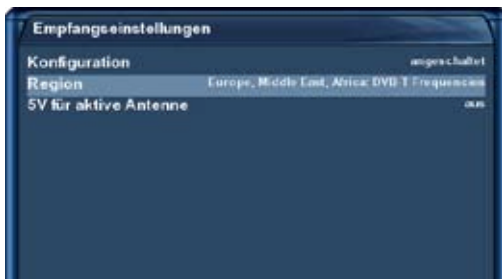 Empfangseinstellungen
Konfiguration angeschaltet
Region Europe, Middle East, Africa: DVB-T Frequencies
5V für aktive Antenne aus